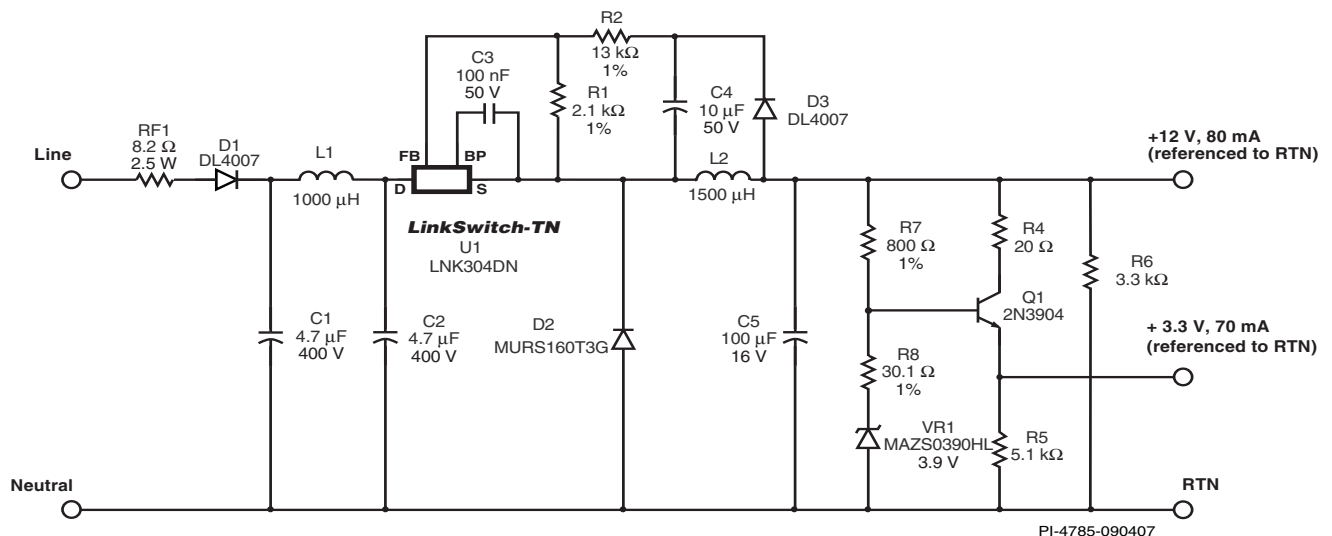 R2
13 kΩ
1%
C3
100 nF
50 V
R1
2.1 kΩ
1%
C4
10 µF
50 V
D3
DL4007
RF1
8.2 Ω
2.5 W
D1
DL4007
L1
1000 µH
FB
BP
D
S
L2
1500 µH
Line
+12 V, 80 mA
(referenced to RTN)
LinkSwitch-TN
U1
LNK304DN
R7
800 Ω
1%
R4
20 Ω
R6
3.3 kΩ
Q1
2N3904
C1
4.7 µF
400 V
C2
4.7 µF
400 V
D2
MURS160T3G
C5
100 µF
16 V
R8
30.1 Ω
1%
+ 3.3 V, 70 mA
(referenced to RTN)
VR1
MAZS0390HL
3.9 V
R5
5.1 kΩ
Neutral
RTN
PI-4785-090407